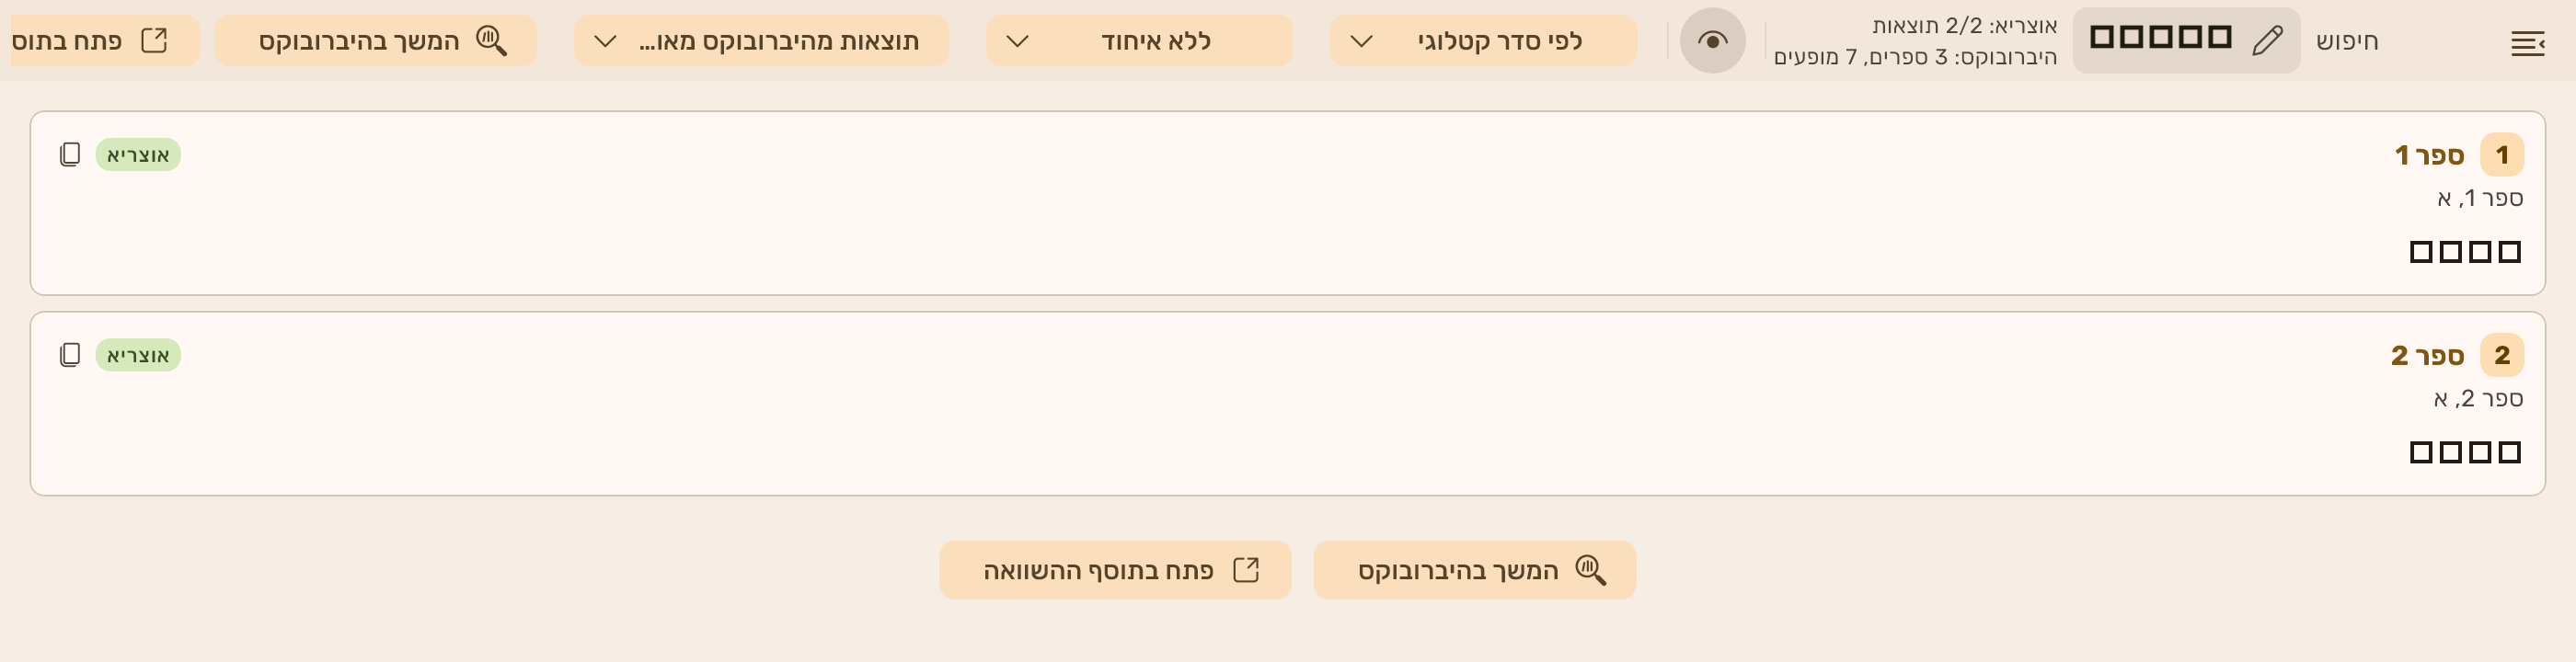 חיפוש
אוצריא: 2/2 תוצאות
היברובוקס: 3 ספרים, 7 מופעים
לפי סדר קטלוגי
ללא איחוד
תוצאות מהיברובוקס מאו...
המשך בהיברובוקס
פתח בתוס
1 ספר 1
אוצריא
ספר 1, א
2 ספר 2
אוצריא
ספר 2, א
המשך בהיברובוקס
פתח בתוסף ההשוואה